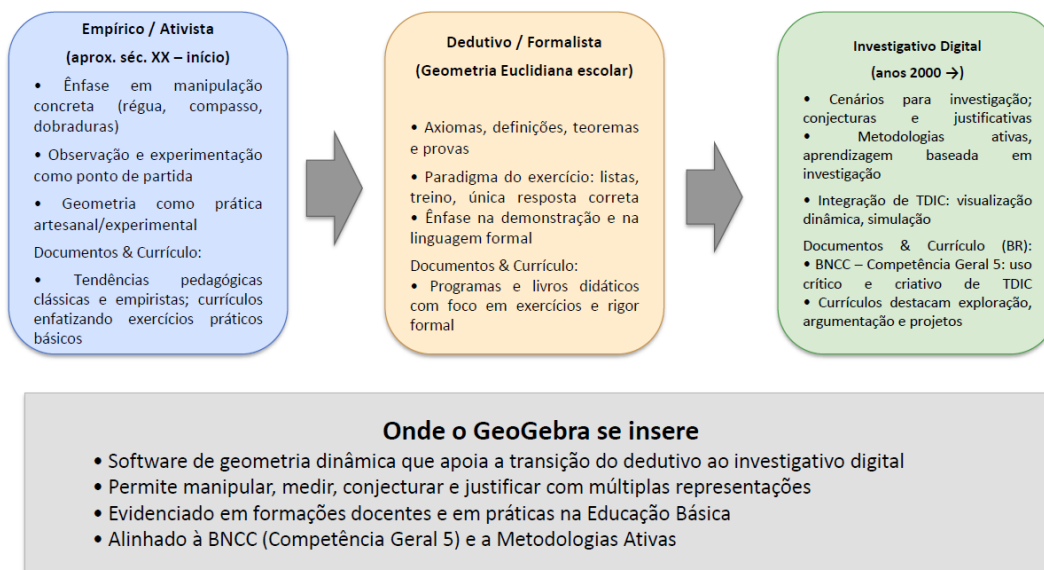 Empírico / Ativista
(aprox. séc. XX – início)
• Ênfase em manipulação
concreta (régua, compasso,
dobraduras)
• Observação e experimentação
como ponto de partida
• Geometria como prática
artesanal/experimental
Documentos & Currículo:
• Tendências pedagógicas
clássicas e empiristas; currículos
enfatizando exercícios práticos
básicos
Dedutivo / Formalista
(Geometria Euclidiana escolar)
• Axiomas, definições, teoremas
e provas
• Paradigma do exercício: listas,
treino, única resposta correta
• Ênfase na demonstração e na
linguagem formal
Documentos & Currículo:
• Programas e livros didáticos
com foco em exercícios e rigor
formal
Investigativo Digital
(anos 2000 →)
• Cenários para investigação;
conjecturas e justificativas
• Metodologias ativas,
aprendizagem baseada em
investigação
• Integração de TDIC: visualização
dinâmica, simulação
Documentos & Currículo (BR):
• BNCC – Competência Geral 5: uso
crítico e criativo de TDIC
• Currículos destacam exploração,
argumentação e projetos
Onde o GeoGebra se insere
• Software de geometria dinâmica que apoia a transição do dedutivo ao investigativo digital
• Permite manipular, medir, conjecturar e justificar com múltiplas representações
• Evidenciado em formações docentes e em práticas na Educação Básica
• Alinhado à BNCC (Competência Geral 5) e a Metodologias Ativas